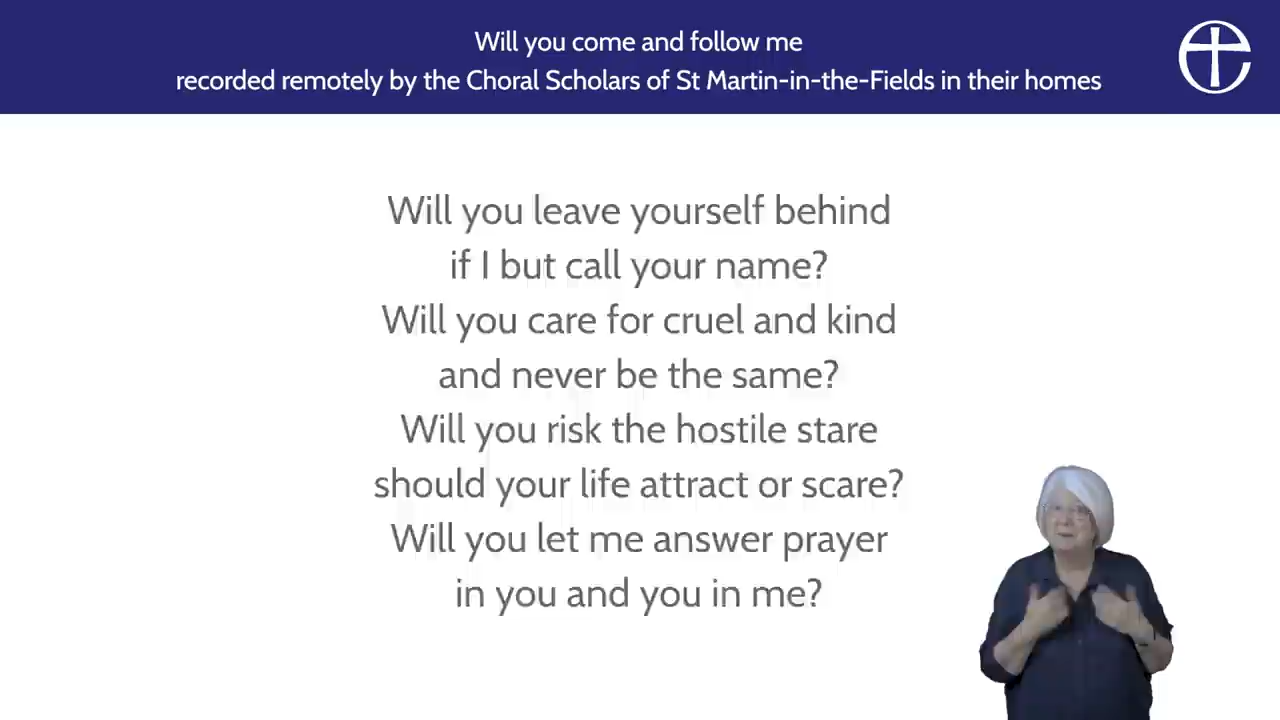 Will you come and follow me
recorded remotely by the Choral Scholars of St Martin-in-the-Fields in their homes
Will you leave yourself behind
if I but call your name?
Will you care for cruel and kind
and never be the same?
Will you risk the hostile stare
should your life attract or scare?
Will you let me answer prayer
in you and you in me?